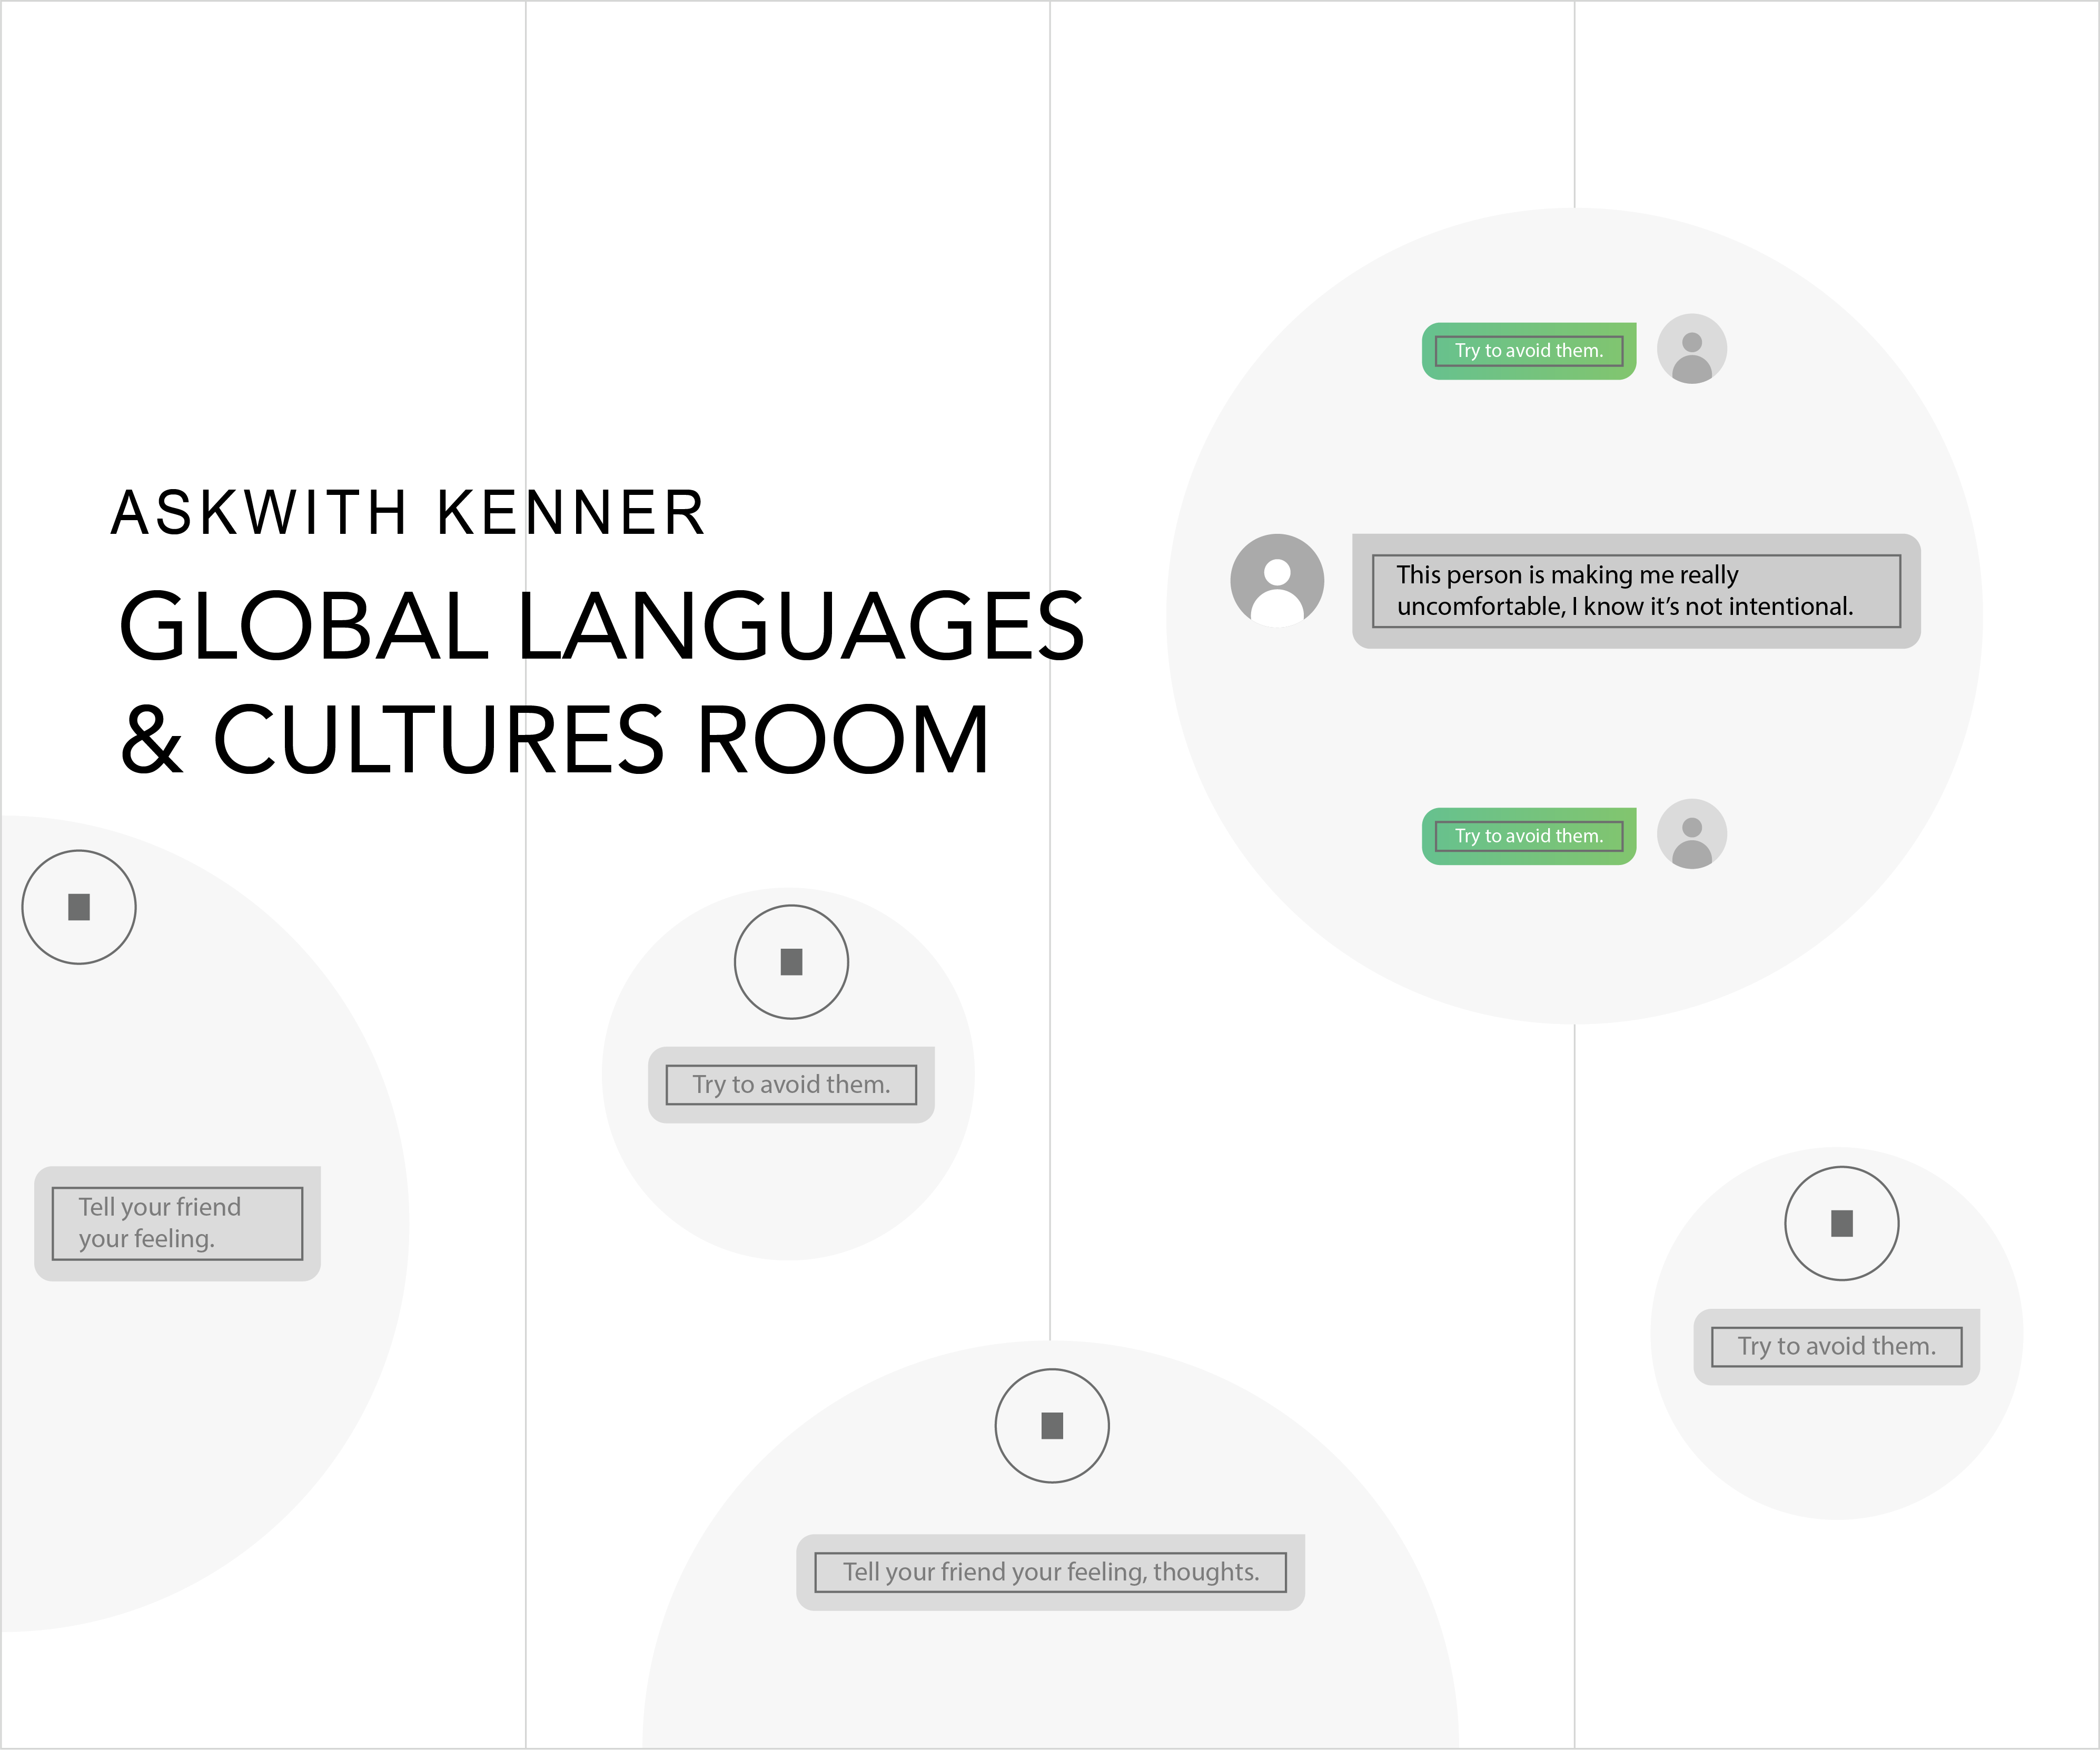 ASKWITH KENNER
GLOBAL LANGUAGES
& CULTURES ROOM
Try to avoid them.
This person is making me really
uncomfortable, I know it’s not intentional.
Try to avoid them.
Try to avoid them.
Tell your friend
your feeling.
Try to avoid them.
Tell your friend your feeling, thoughts.